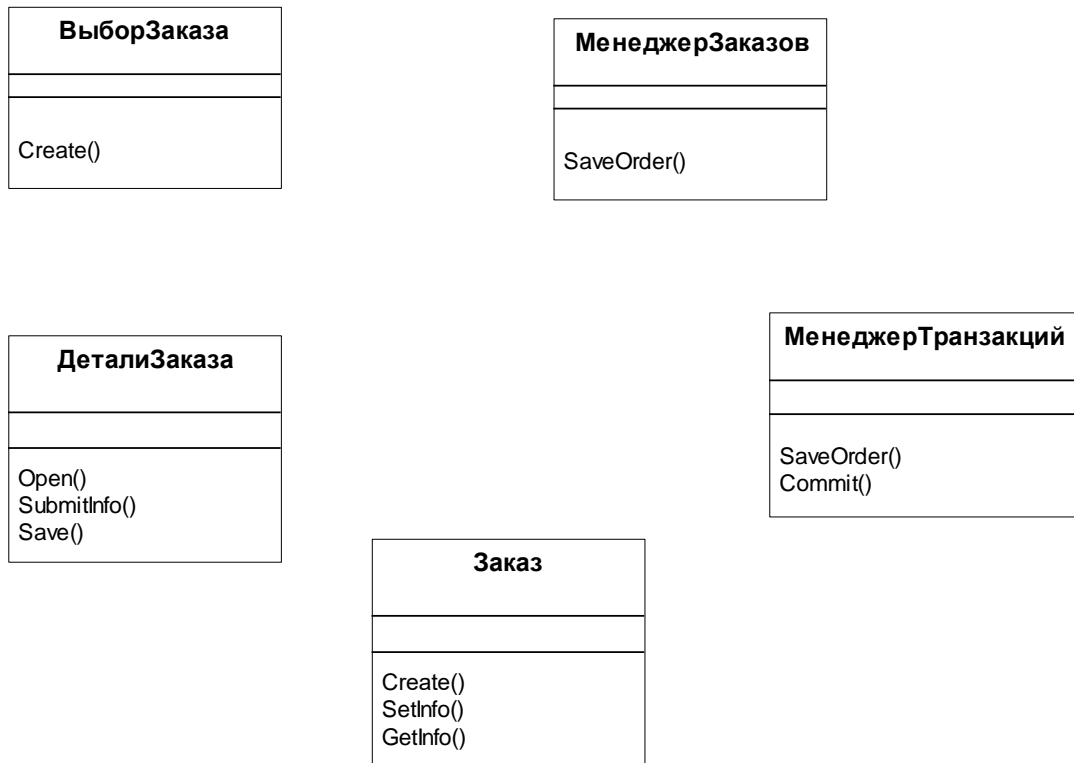 ВыборЗаказа
Create()
МенеджерЗаказов
SaveOrder()
ДеталиЗаказа
Open()
SubmitInfo()
Save()
МенеджерТранзакций
SaveOrder()
Commit()
Заказ
Create()
SetInfo()
GetInfo()